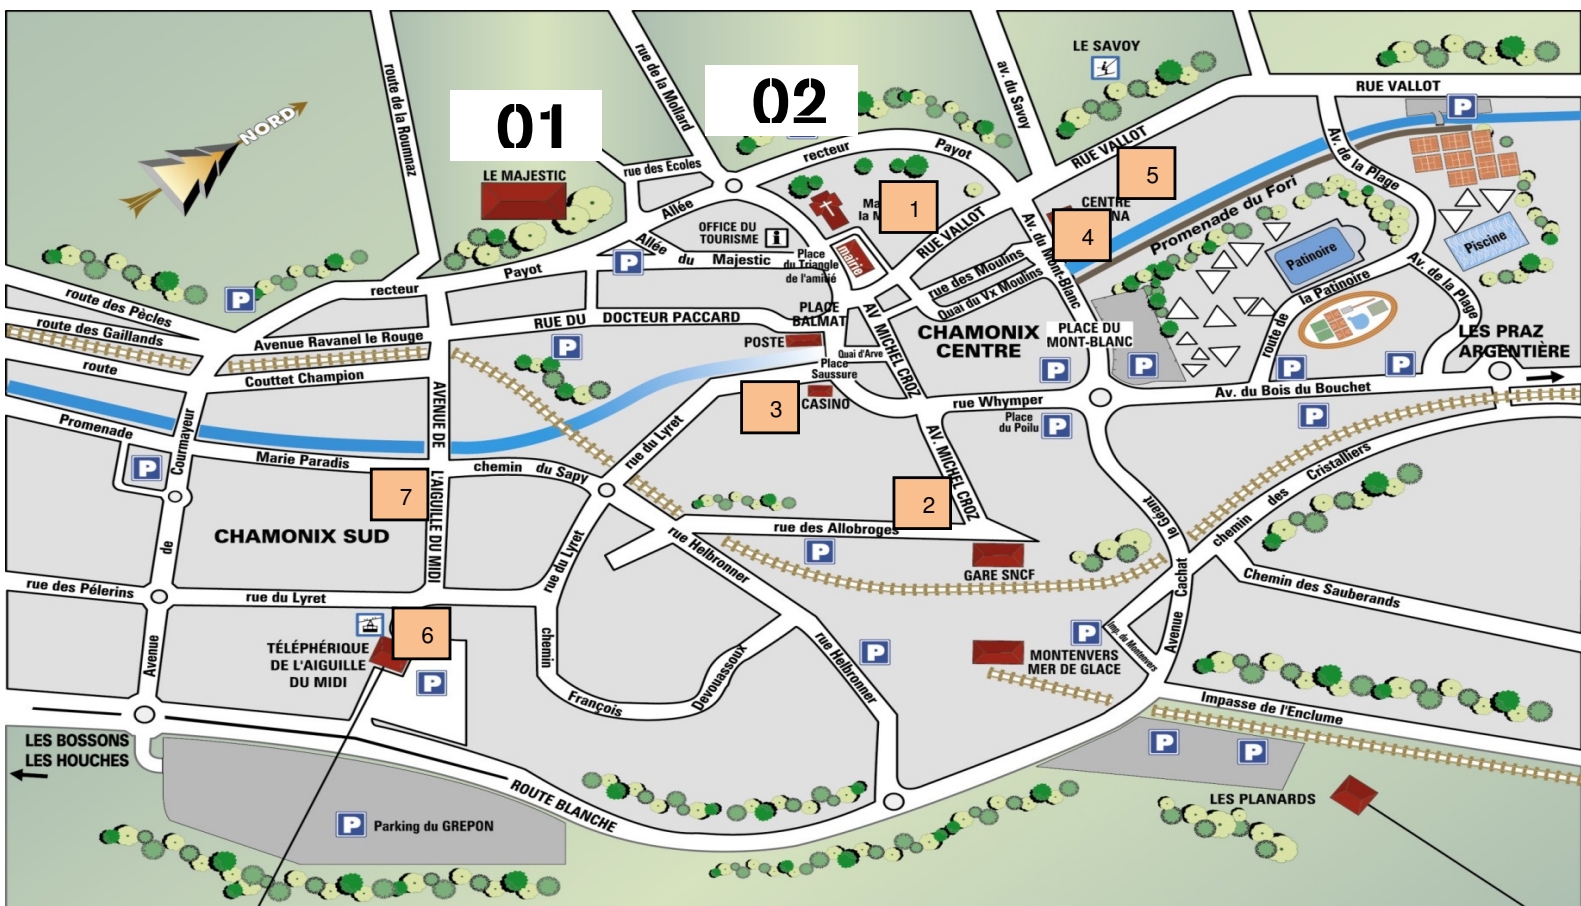 LE SAVOY
RUE VALLOT
01
02
NORD
route de la Roumnaz
rue de la Mollard
av. du Savoy
RUE VALLOT
Av. de la Plage
recteur
Payot
LE MAJESTIC
rue des Ecoles
Allée
1
5
CENTRE
4
Promenade du Fori
OFFICE DU
TOURISME
i
RUE VALLOT
Av. du Mont-Blanc
Patinoire
Piscine
Allée
du
Majestic
Place
du Triangle
de l'amitié
mairie
rue des Moulins
Quai du Vx Moulins
Payot
recteur
P
P
P
route des Pècles
route des Gaillands
route
Avenue Ravanel le Rouge
Couttet Champion
RUE DU
DOCTEUR PACCARD
PLACE
BALMAT
POSTE
AV MICHEL CROZ
Quai d'Arve
Place
Saussure
CASINO
3
P
CHAMONIX
CENTRE
PLACE DU
MONT-BLANC
P
P
P
P
route de
la Patinoire
Av. de la Plage
LES PRAZ
ARGENTIÈRE
Av. du Bois du Bouchet
P
rue Whymper
Place
du Poilu
P
Promenade
Marie Paradis
Courmayeur
P
7
AVENUE DE
L'AIGUILLE DU MIDI
chemin
du Sapy
rue du Lyret
AV. MICHEL CROZ
2
CHAMONIX SUD
de
rue des Allobroges
P
rue Helbronner
rue du Lyret
GARE SNCF
le Géant
chemin
des
Cristalliers
Chemin des Sauberands
Cachat
Avenue
rue des Pélerins
rue du Lyret
Avenue
6
TÉLÉPHÉRIQUE
DE L'AIGUILLE
DU MIDI
P
chemin
François
Devouassoux
rue Helbronner
P
P
Imp. du Montenvers
MONTENVERS
MER DE GLACE
Impasse de l'Enclume
P
P
LES BOSSONS
LES HOUCHES
ROUTE BLANCHE
P
Parking du GREPON
LES PLANARDS